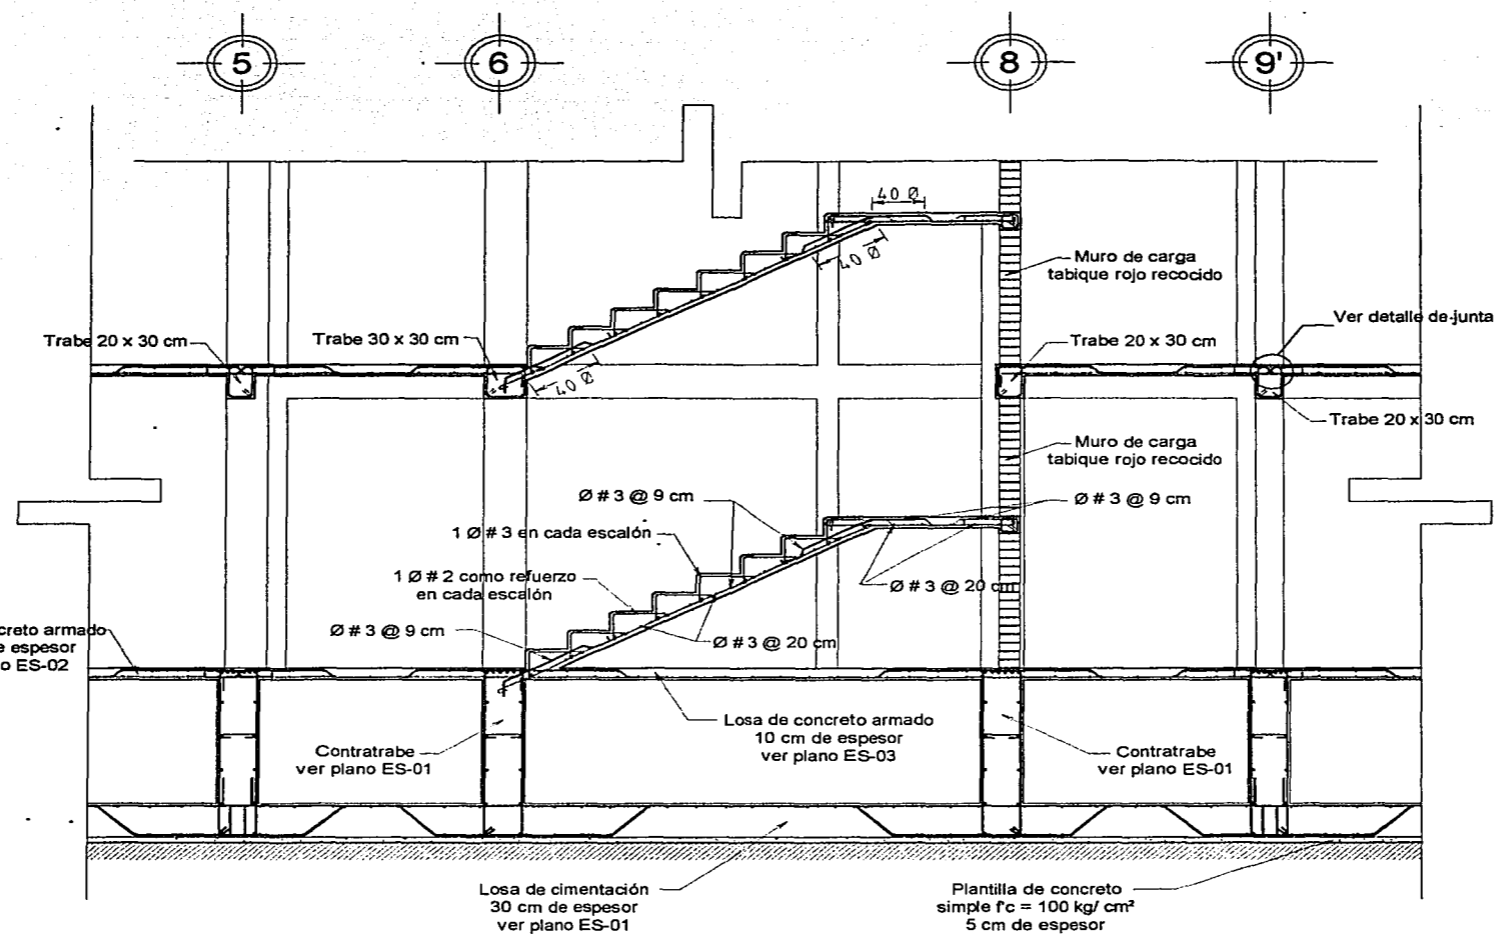 5
6
8
9'
40 Ø
40 Ø
Muro de carga
tabique rojo recocido
Ver detalle de junta
Trabe 20 x 30 cm
Trabe 30 x 30 cm
Trabe 20 x 30 cm
40 Ø
Trabe 20 x 30 cm
Muro de carga
tabique rojo recocido
Ø # 3 @ 9 cm
Ø # 3 @ 9 cm
1 Ø # 3 en cada escalón
1 Ø # 2 como refuerzo
en cada escalón
Ø # 3 @ 20 cm
Ø # 3 @ 9 cm
Ø # 3 @ 20 cm
creto armado
e espesor
o ES-02
Losa de concreto armado
10 cm de espesor
ver plano ES-03
Contratrabe
ver plano ES-01
Contratrabe
ver plano ES-01
Losa de cimentación
30 cm de espesor
ver plano ES-01
Plantilla de concreto
simple f'c = 100 kg/ cm²
5 cm de espesor